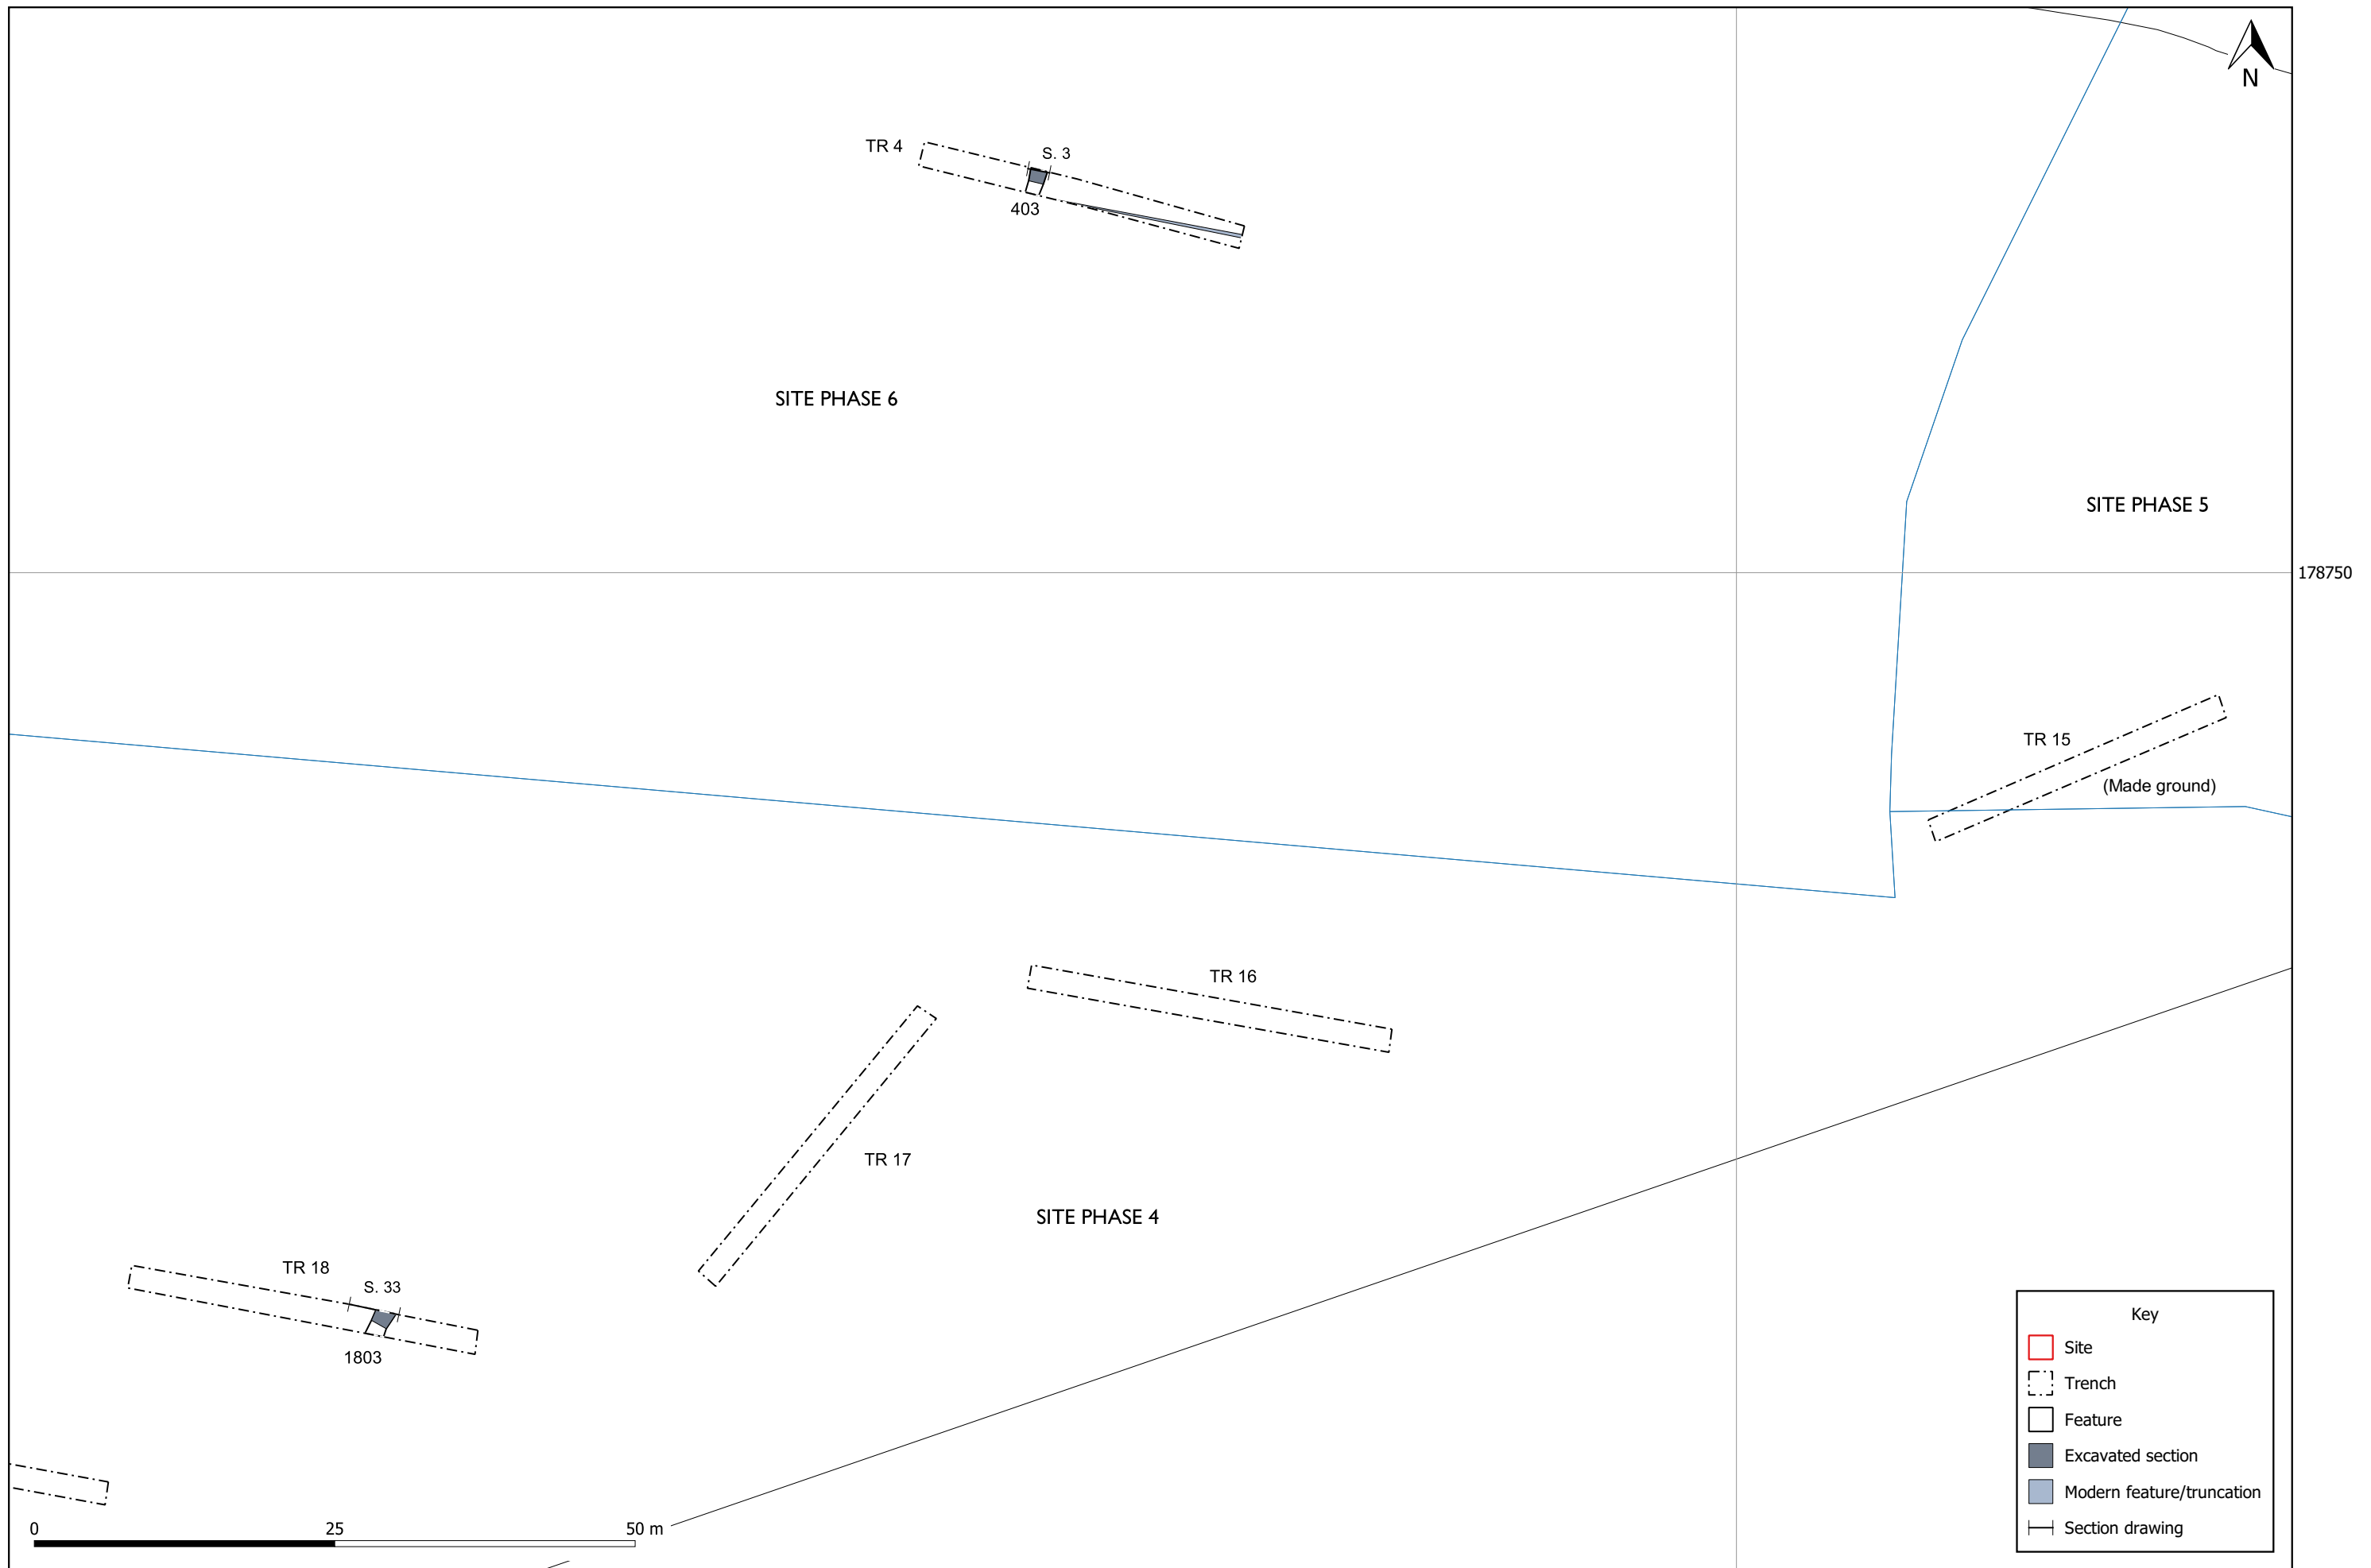 N
TR 4
S. 3
403
SITE PHASE 6
SITE PHASE 5
178750
TR 15
(Made ground)
TR 16
TR 17
SITE PHASE 4
TR 18
S. 33
1803
Key
Site
Trench
Feature
Excavated section
Modern feature/truncation
Section drawing
0 25 50 m